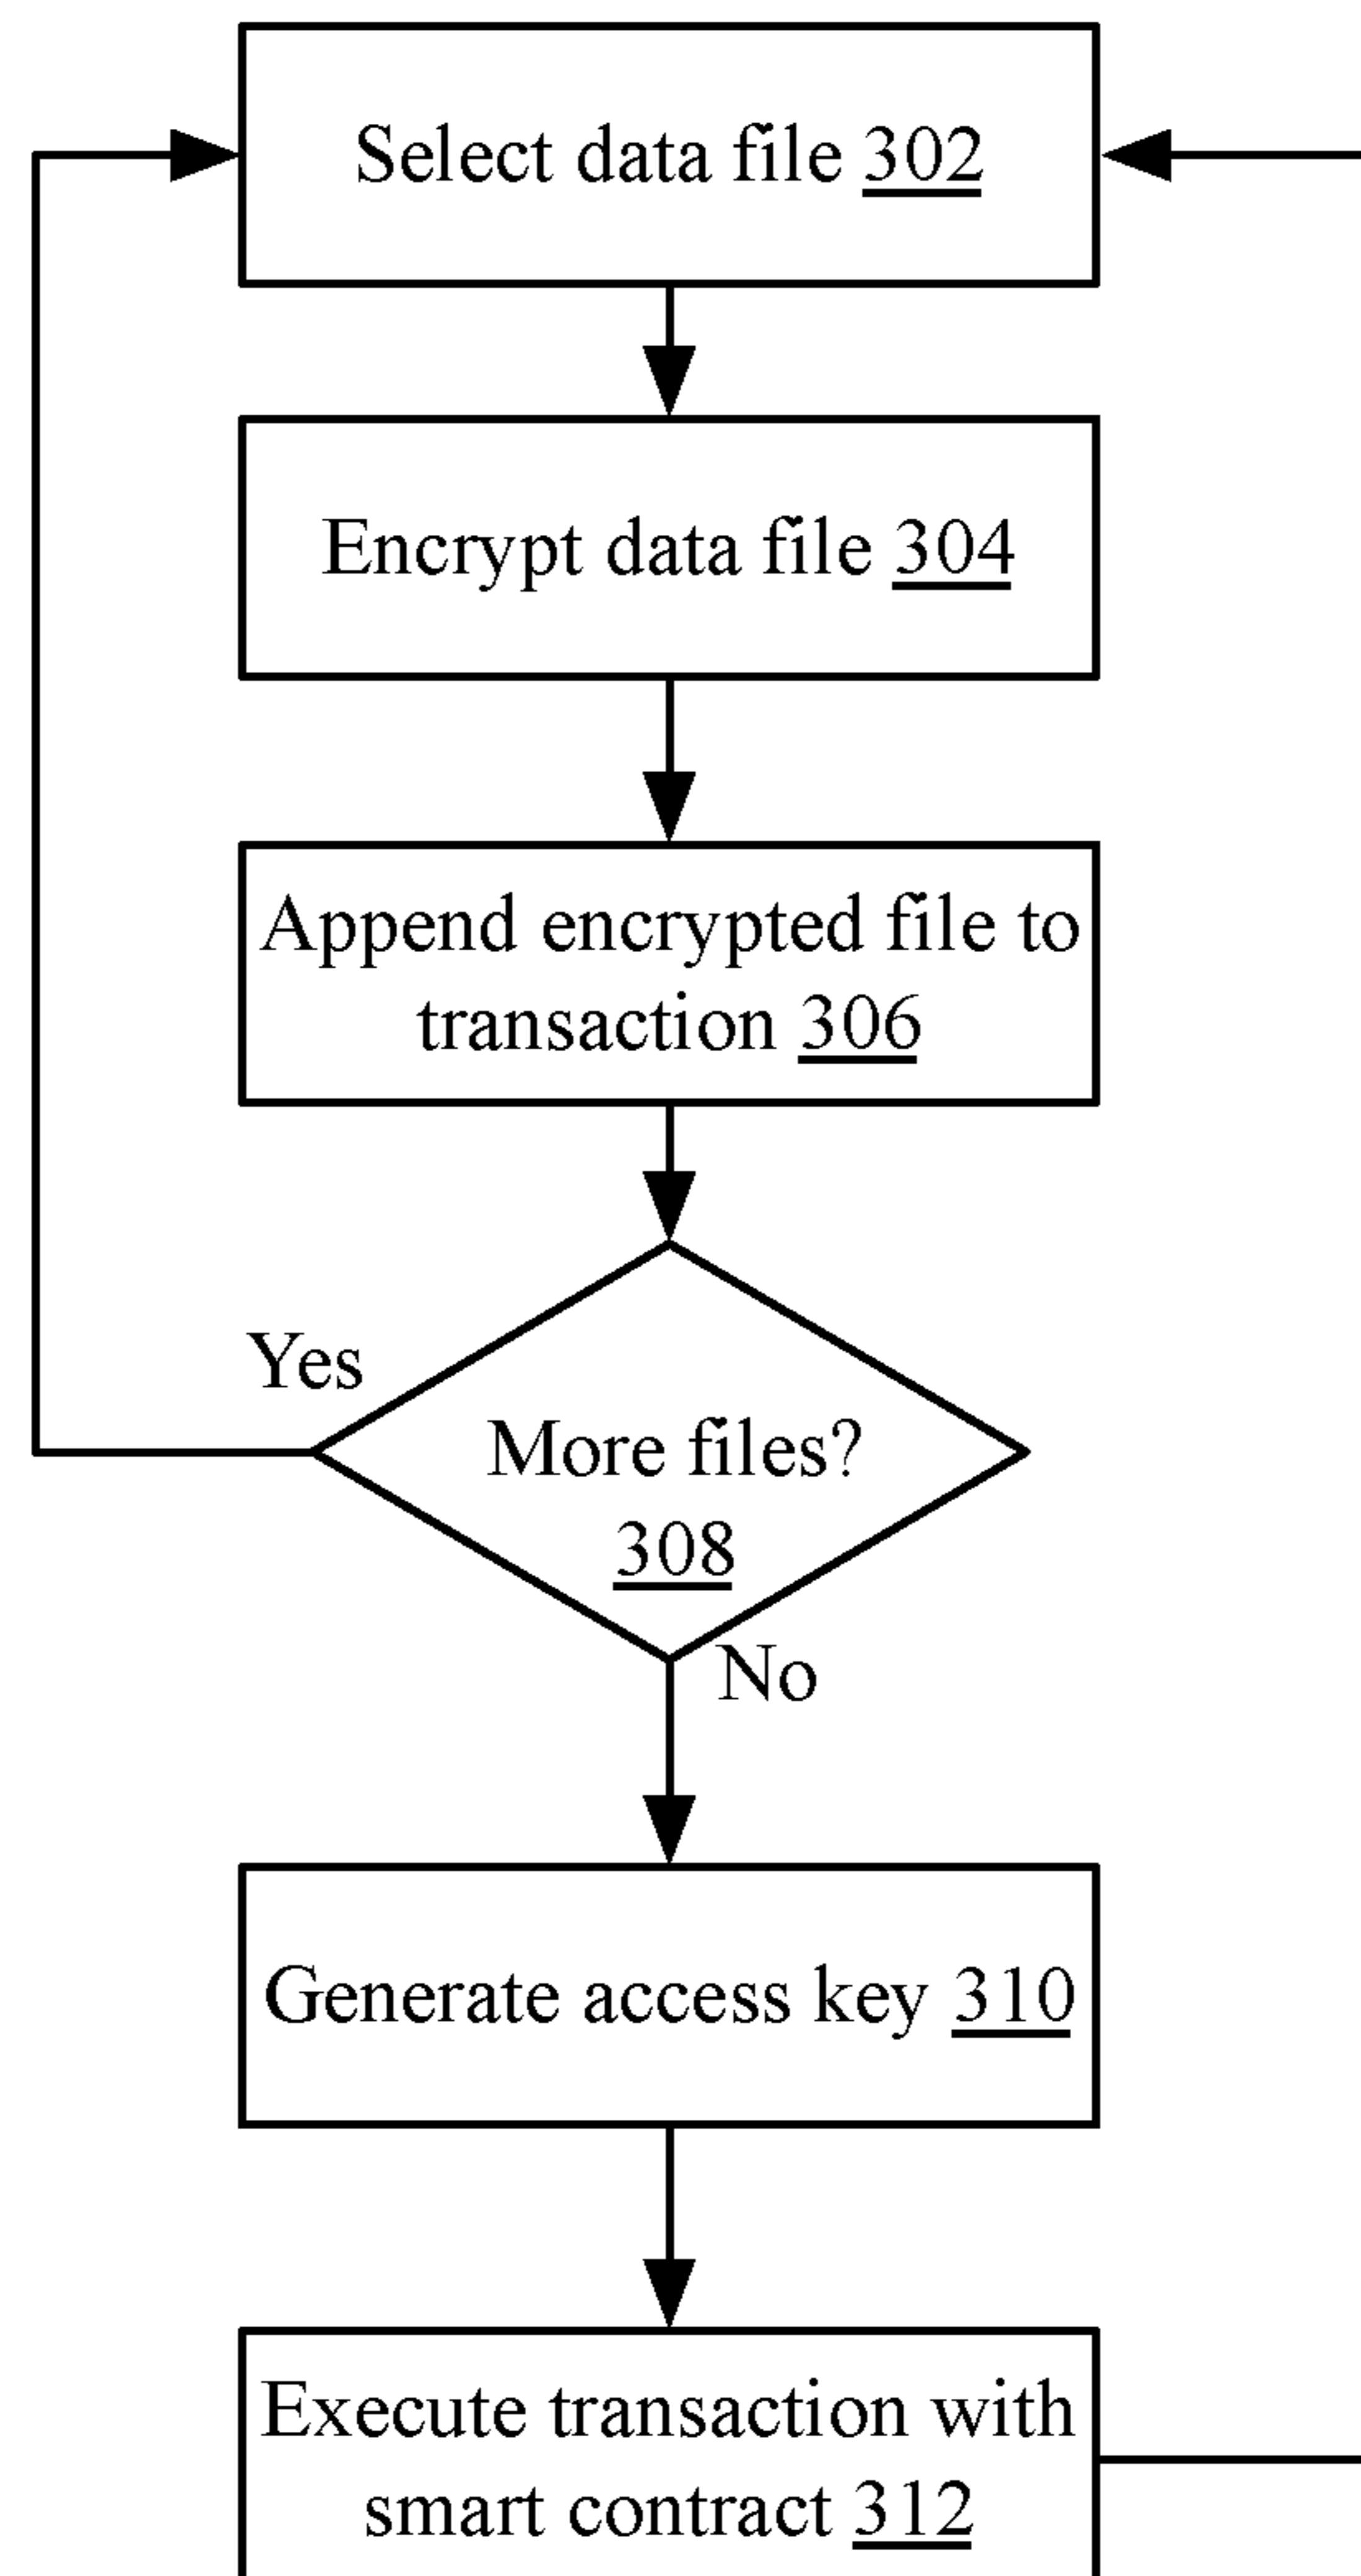 Select data file 302
Encrypt data file 304
Append encrypted file to
transaction 306
Yes
More files?
308
No
Generate access key 310
Execute transaction with
smart contract 312